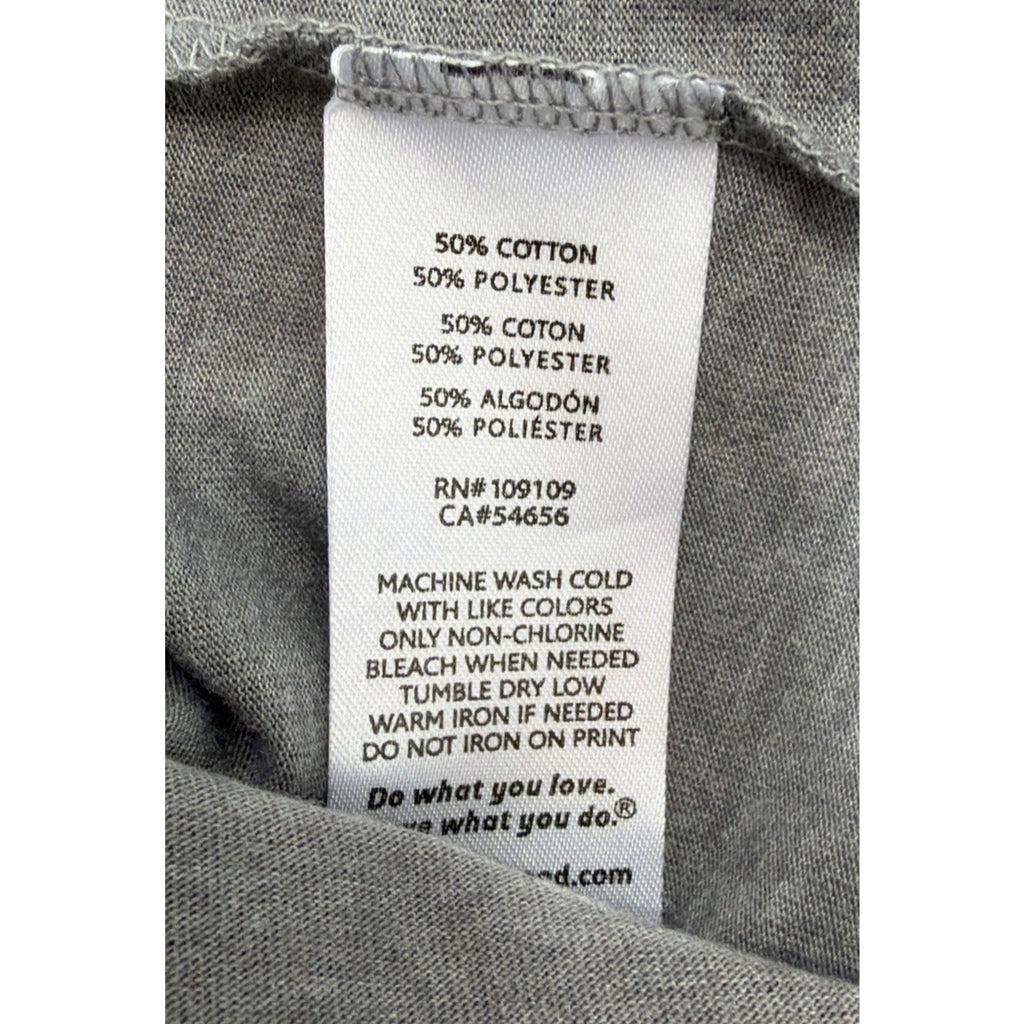 50% COTTON
50% POLYESTER
50% COTON
50% POLYESTER
50% ALGODÓN
50% POLIÉSTER
RN# 109109
CA#54656
MACHINE WASH COLD
WITH LIKE COLORS
ONLY NON-CHLORINE
BLEACH WHEN NEEDED
TUMBLE DRY LOW
WARM IRON IF NEEDED
DO NOT IRON ON PRINT
Do what you love.
what you do.®